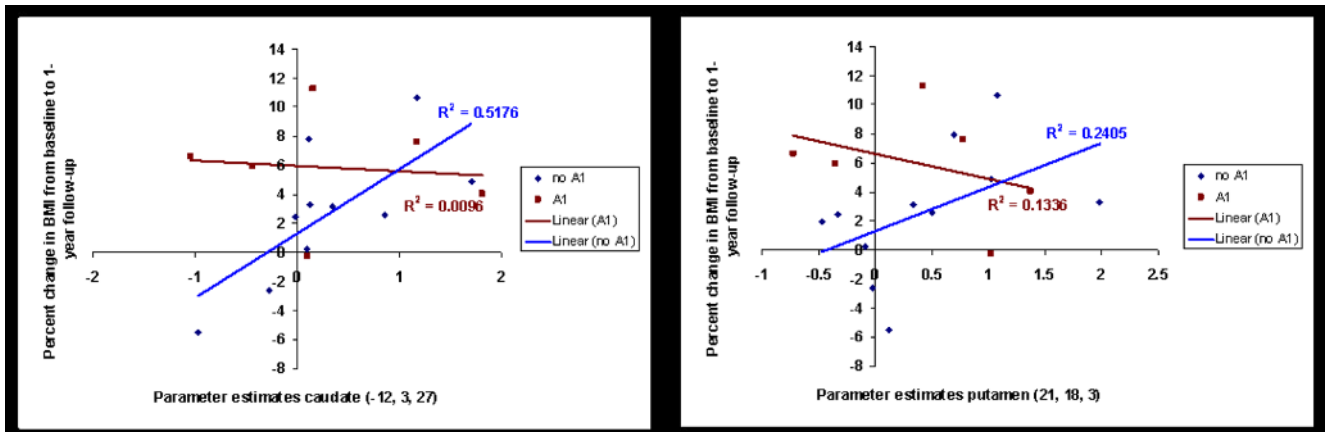 Percent change in BMI from baseline to 1-
year follow-up
14
12
10
8
6
4
2
0
-2
-4
-6
-8
-2
-1
0
1
2
R² = 0.5176
R² = 0.0096
no A1
A1
Linear (A1)
Linear (no A1)
Parameter estimates caudate (-12, 3, 27)
Percent change in BMI from baseline to 1-
year follow-up
14
12
10
8
6
4
2
0
-2
-4
-6
-8
-1
-0.5
0
0.5
1
1.5
2
2.5
R² = 0.2405
R² = 0.1336
no A1
A1
Linear (A1)
Linear (no A1)
Parameter estimates putamen (21, 18, 3)